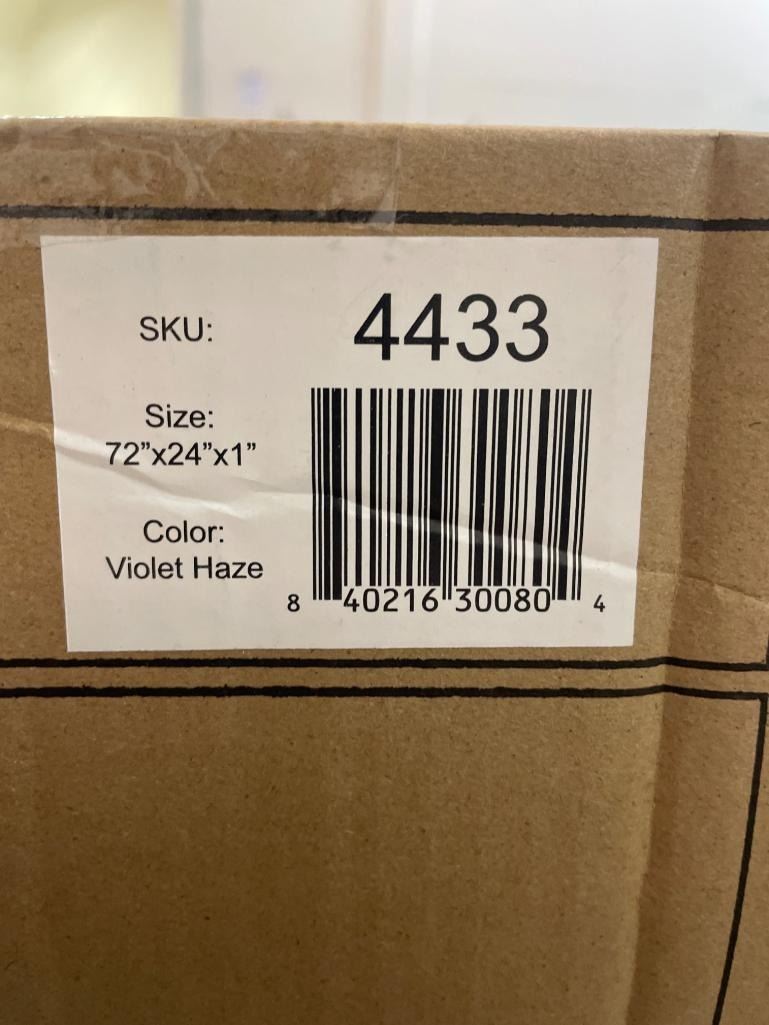 SKU: 4433
Size:
72”x24”x1”
Color:
Violet Haze
8 40216 30080 4